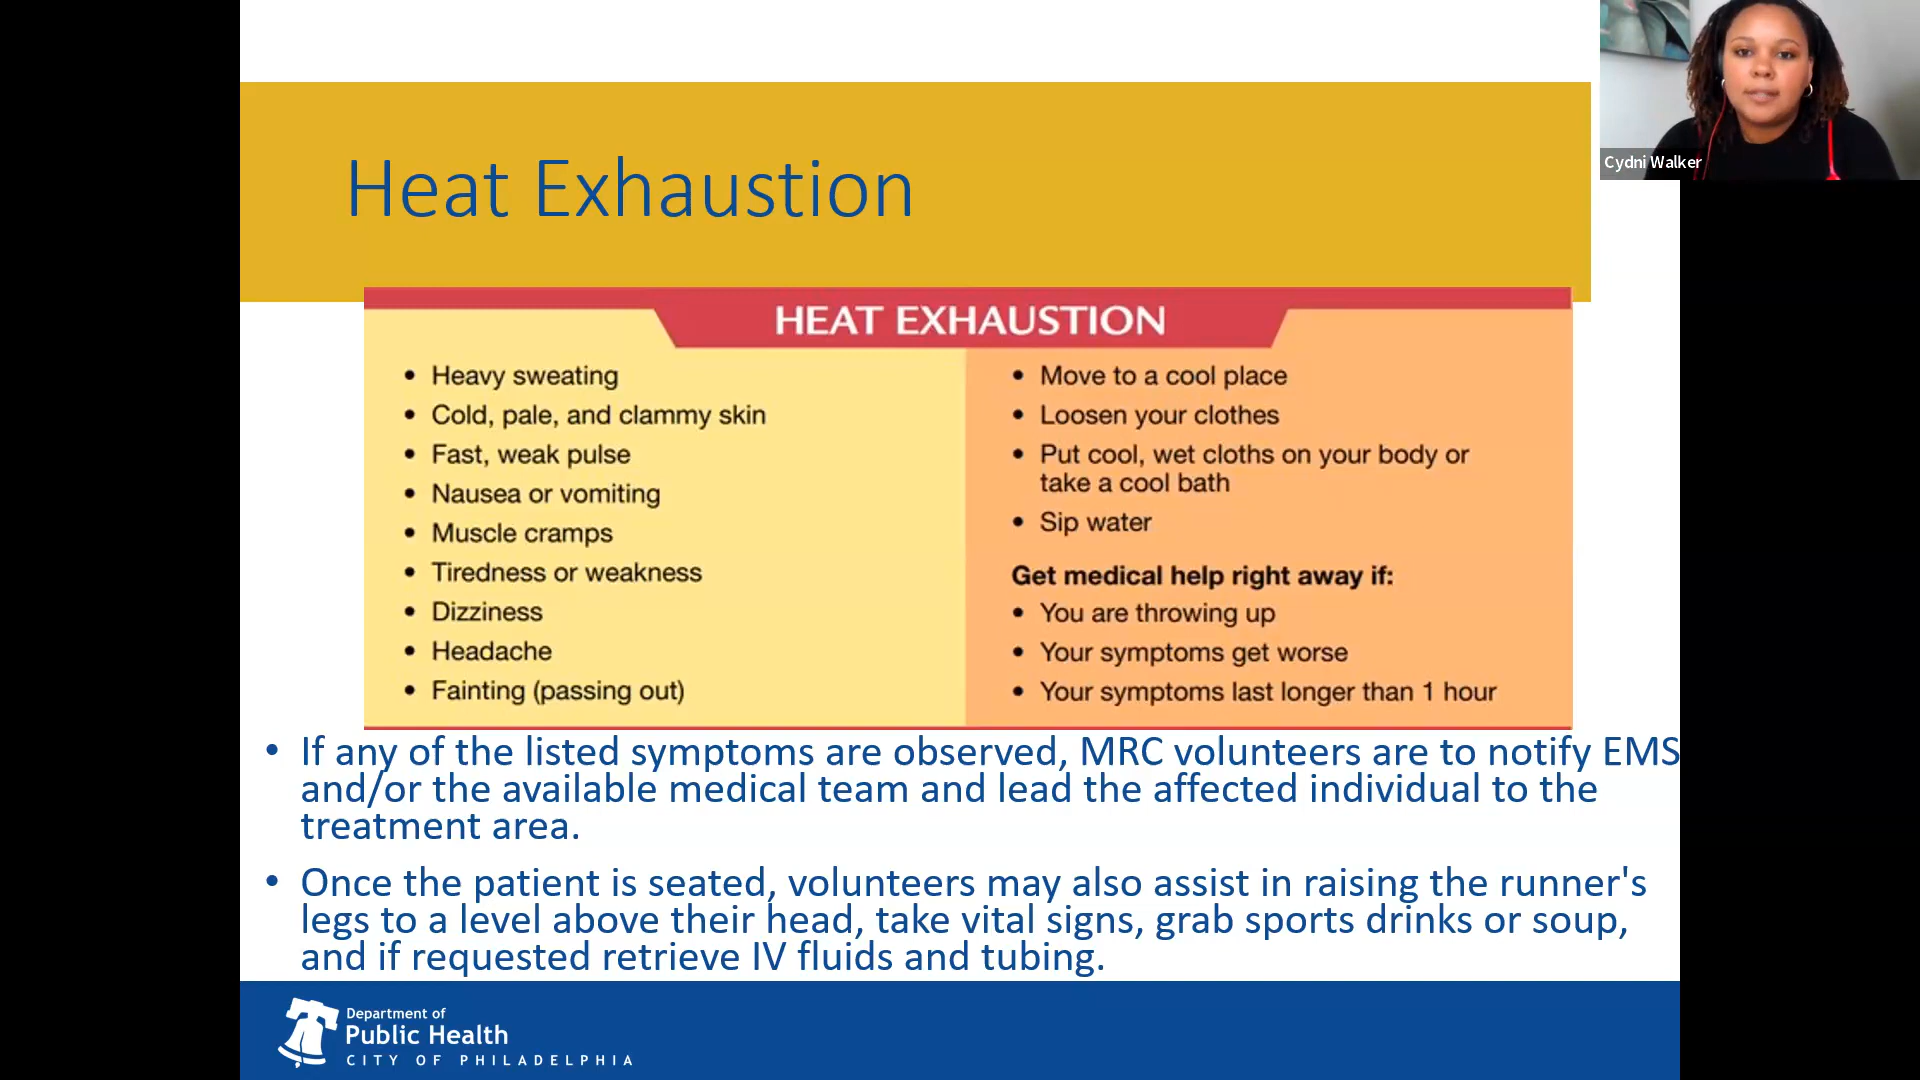 Cydni Walker
Heat Exhaustion
HEAT EXHAUSTION
• Heavy sweating
• Cold, pale, and clammy skin
• Fast, weak pulse
• Nausea or vomiting
• Muscle cramps
• Tiredness or weakness
• Dizziness
• Headache
• Fainting (passing out)
• Move to a cool place
• Loosen your clothes
• Put cool, wet cloths on your body or
take a cool bath
• Sip water
Get medical help right away if:
• You are throwing up
• Your symptoms get worse
• Your symptoms last longer than 1 hour
• If any of the listed symptoms are observed, MRC volunteers are to notify EMS
and/or the available medical team and lead the affected individual to the
treatment area.
• Once the patient is seated, volunteers may also assist in raising the runner's
legs to a level above their head, take vital signs, grab sports drinks or soup,
and if requested retrieve IV fluids and tubing.
Department of
Public Health
CITY OF PHILADELPHIA